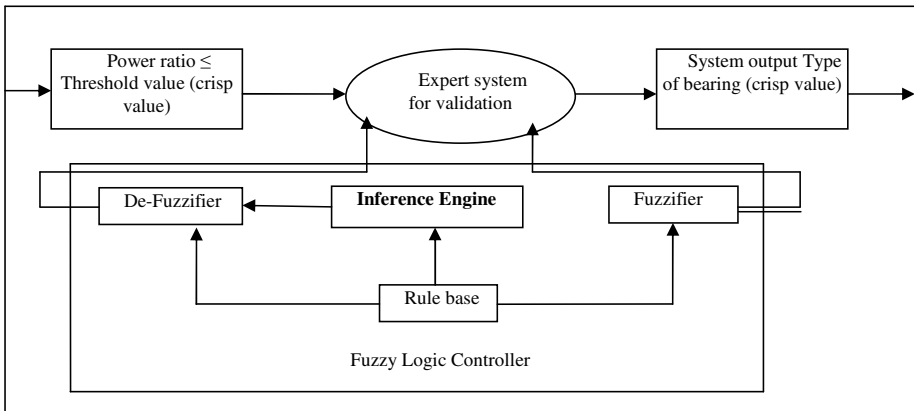 Power ratio ≤
Threshold value (crisp
value)
Expert system
for validation
System output Type
of bearing (crisp value)
De-Fuzzifier
Inference Engine
Fuzzifier
Rule base
Fuzzy Logic Controller